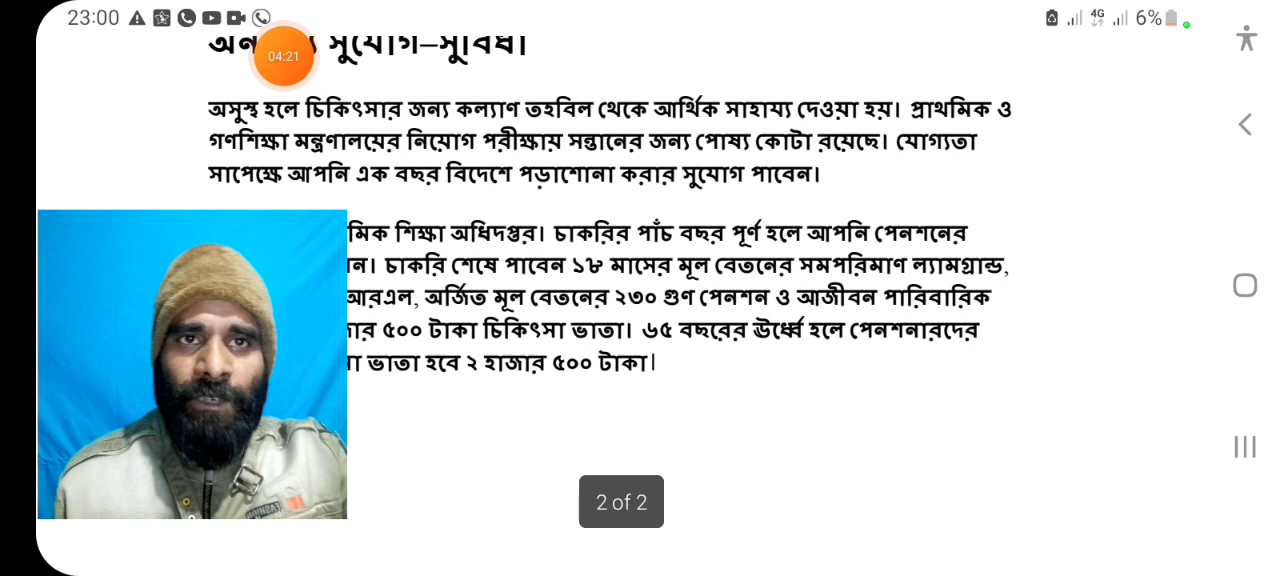 23:00 4G 6%
সুযোগ–সুবিধা
04:21
অসুস্থ হলে চিকিৎসার জন্য কল্যাণ তহবিল থেকে আর্থিক সাহায্য দেওয়া হয়। প্রাথমিক ও
গণশিক্ষা মন্ত্রণালয়ের নিয়োগ পরীক্ষায় সন্তানের জন্য পোষ্য কোটা রয়েছে। যোগ্যতা
সাপেক্ষে আপনি এক বছর বিদেশে পড়াশোনা করার সুযোগ পাবেন।
মিক শিক্ষা অধিদপ্তর। চাকরির পাঁচ বছর পূর্ণ হলে আপনি পেনশনের
ন। চাকরি শেষে পাবেন ১৮ মাসের মূল বেতনের সমপরিমাণ ল্যামগ্রান্ড,
আরএল, অর্জিত মূল বেতনের ২৩০ গুণ পেনশন ও আজীবন পারিবারিক
জার ৫০০ টাকা চিকিৎসা ভাতা। ৬৫ বছরের ঊর্ধ্বে হলে পেনশনারদের
ভাতা হবে ২ হাজার ৫০০ টাকা।
2 of 2